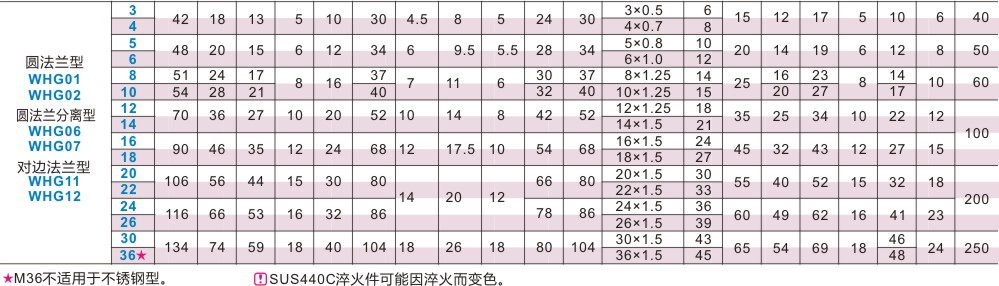 圆法兰型
WHG01
WHG02
圆法兰分离型
WHG06
WHG07
对边法兰型
WHG11
WHG12
3 42 18 13 5 10 30 4.5 8 5 24 30 3×0.5 6 15 12 17 5 10 6 40
4 4×0.7 8
5 48 20 15 6 12 34 6 9.5 5.5 28 34 5×0.8 10 20 14 19 6 12 8 50
6 6×1.0 12
8 51 24 17 8 16 37 7 11 6 30 37 8×1.25 14 25 16 23 8 14 10 60
10 54 28 21 40 32 40 10×1.25 15 20 27 17
12 70 36 27 10 20 52 10 14 8 42 52 12×1.25 18 35 25 34 10 22 12 100
14 14×1.5 21
16 90 46 35 12 24 68 12 17.5 10 54 68 16×1.5 24 45 32 43 12 27 15
18 18×1.5 27
20 106 56 44 15 30 80 14 20 12 66 80 20×1.5 30 55 40 52 15 32 18 200
22 22×1.5 33
24 116 66 53 16 32 86 78 86 24×1.5 36 60 49 62 16 41 23
26 26×1.5 39
30 134 74 59 18 40 104 18 26 18 80 104 30×1.5 43 65 54 69 18 46 24 250
36★ 36×1.5 45 48
★M36不适用于不锈钢型。 !SUS440C淬火件可能因淬火而变色。